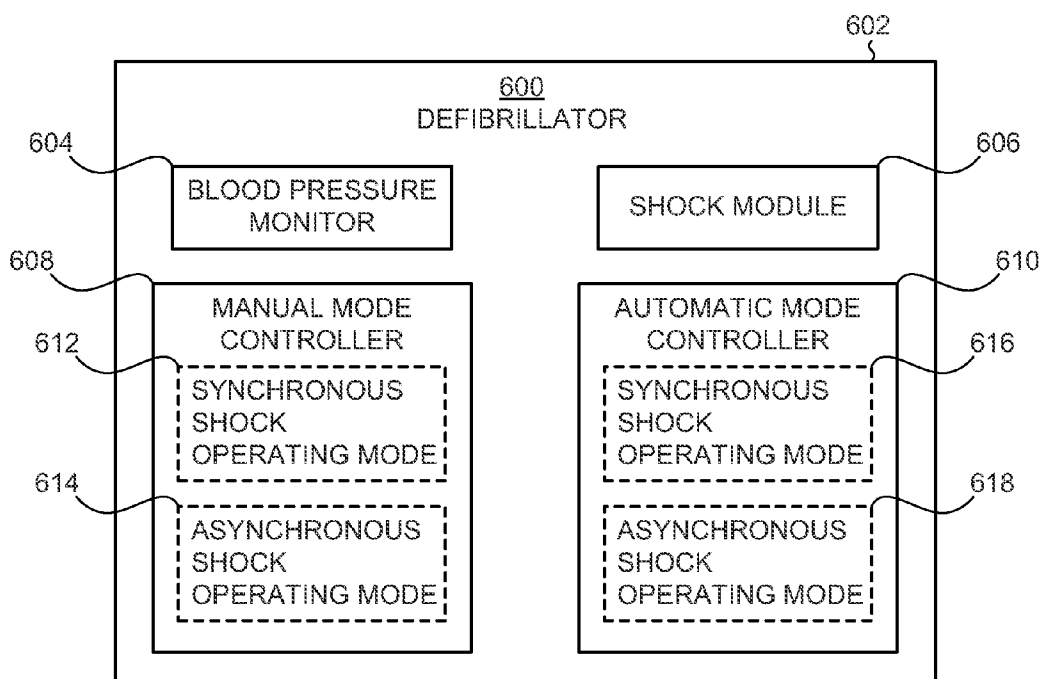 602
600
DEFIBRILLATOR
604
606
BLOOD PRESSURE
MONITOR
SHOCK MODULE
608
610
MANUAL MODE
CONTROLLER
AUTOMATIC MODE
CONTROLLER
612
616
SYNCHRONOUS
SHOCK
OPERATING MODE
SYNCHRONOUS
SHOCK
OPERATING MODE
614
618
ASYNCHRONOUS
SHOCK
OPERATING MODE
ASYNCHRONOUS
SHOCK
OPERATING MODE